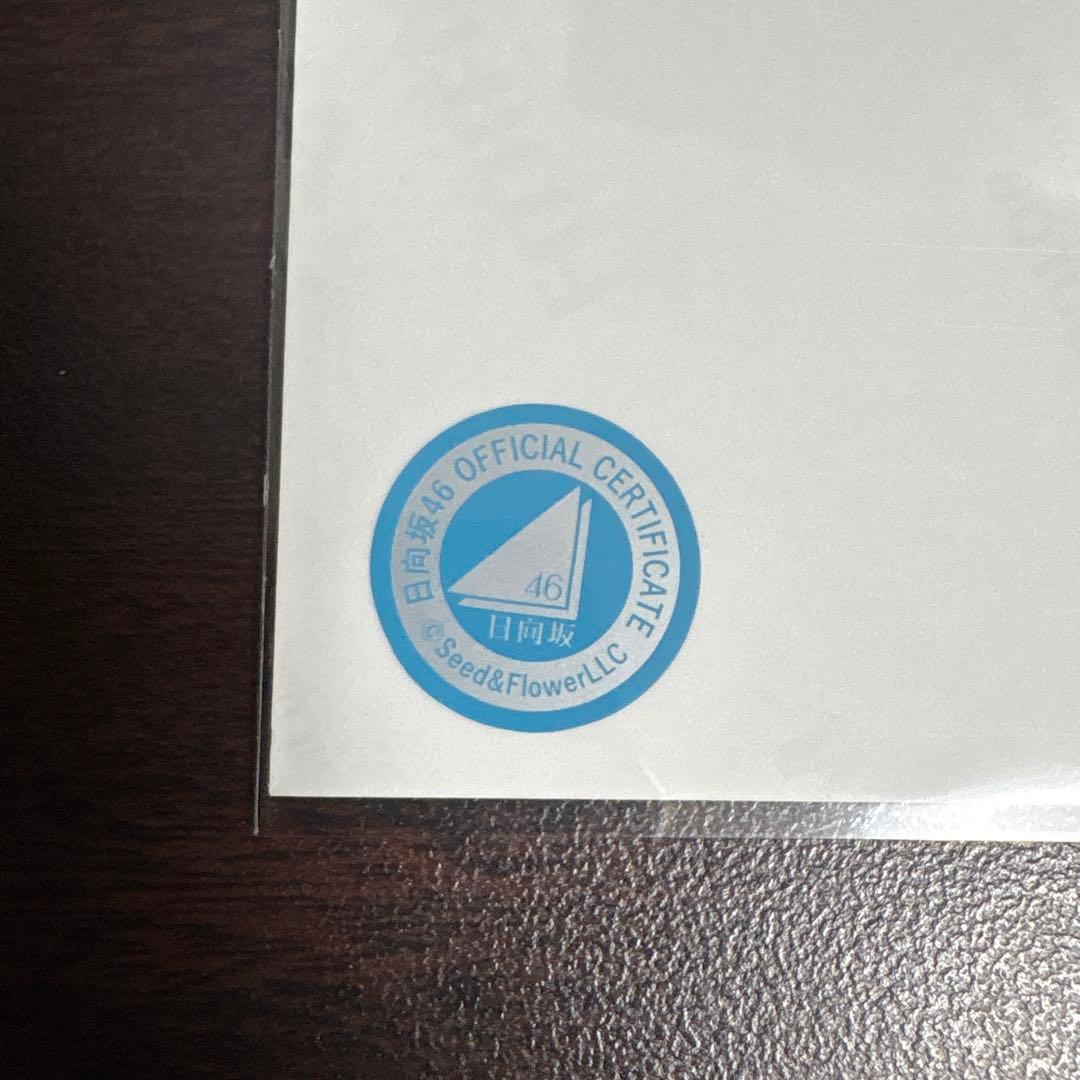 日向坂46 OFFICIAL CERTIFICATE
46
日向坂
©Seed&FlowerLLC